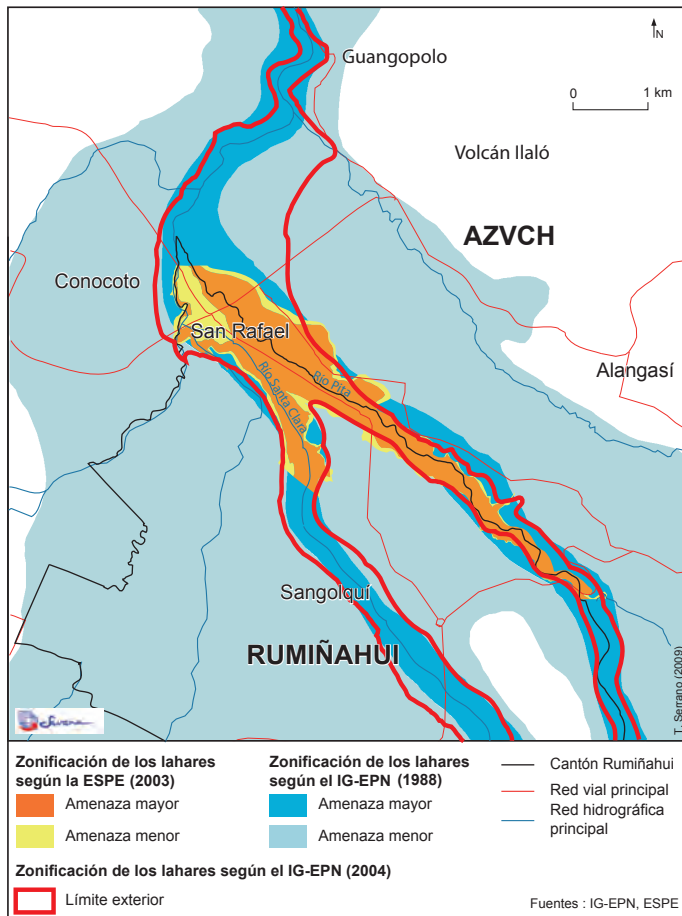 Guangopolo
N
0 1 km
Volcán Ilaló
AZVCH
Conocoto
San Rafael
Alangasí
Río Pita
Río Santa Clara
Sangolquí
RUMIÑAHUI
T. Serrano (2009)
Zonificación de los lahares
según la ESPE (2003)
Amenaza mayor
Amenaza menor
Zonificación de los lahares
según el IG-EPN (1988)
Amenaza mayor
Amenaza menor
Cantón Rumiñahui
Red vial principal
Red hidrográfica
principal
Zonificación de los lahares según el IG-EPN (2004)
Límite exterior
Fuentes : IG-EPN, ESPE